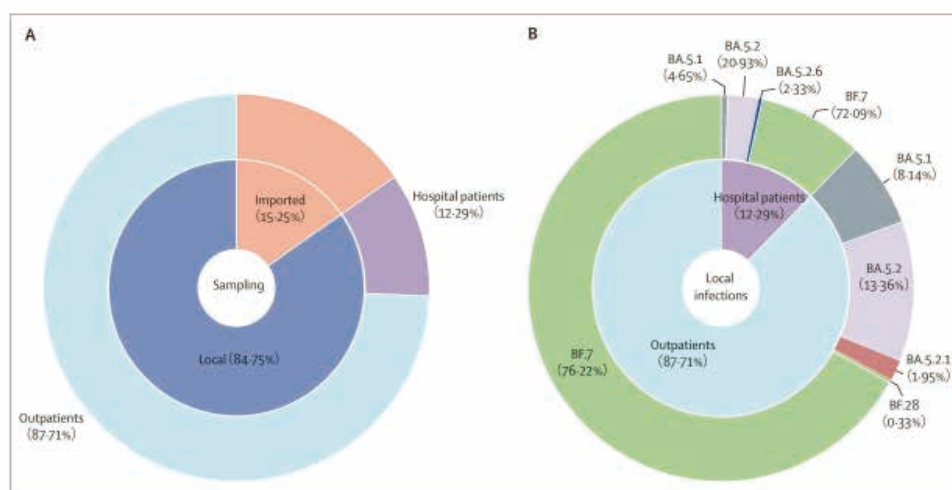 A
Imported
(15·25%)
Hospital patients
(12·29%)
Sampling
Local (84·75%)
Outpatients
(87·71%)
B
BA.5.1
(4·65%)
BA.5.2
(20·93%)
BA.5.2.6
(2·33%)
BF.7
(72·09%)
BA.5.1
(8·14%)
Hospital patients
(12·29%)
BA.5.2
(13·36%)
Local
infections
Outpatients
(87·71%)
BF.7
(76·22%)
BA.5.2.1
(1·95%)
BF.28
(0·33%)